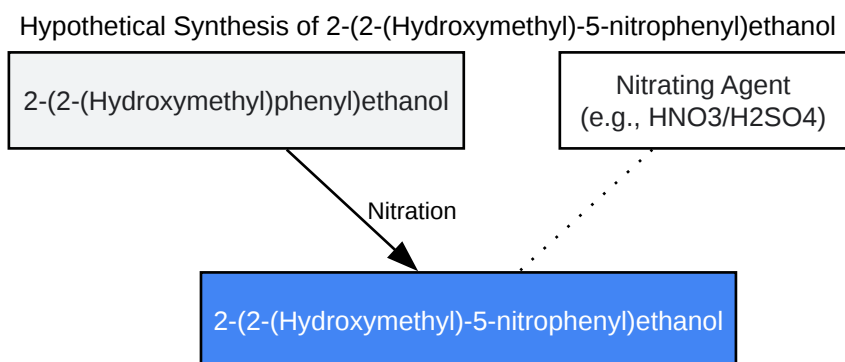 Hypothetical Synthesis of 2-(2-(Hydroxymethyl)-5-nitrophenyl)ethanol
2-(2-(Hydroxymethyl)phenyl)ethanol
Nitrating Agent
(e.g., HNO3/H2SO4)
Nitration
2-(2-(Hydroxymethyl)-5-nitrophenyl)ethanol